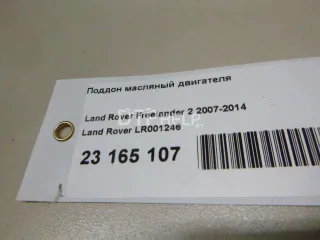 Поддон масляный двигателя
Land Rover Freelander 2 2007-2014
Land Rover LR001246
23 165 107